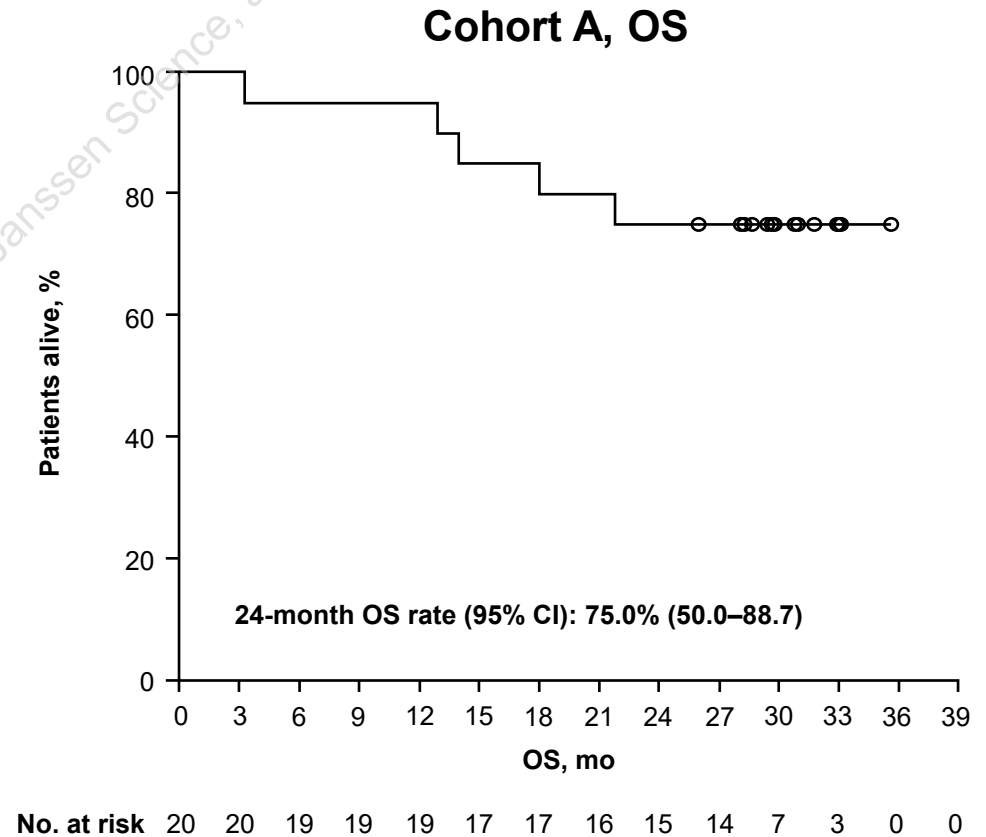 Cohort A, OS
Janssen Science,
100
80
60
40
20
0
Patients alive, %
24-month OS rate (95% CI): 75.0% (50.0–88.7)
0 3 6 9 12 15 18 21 24 27 30 33 36 39
OS, mo
No. at risk 20 20 19 19 19 17 17 16 15 14 7 3 0 0